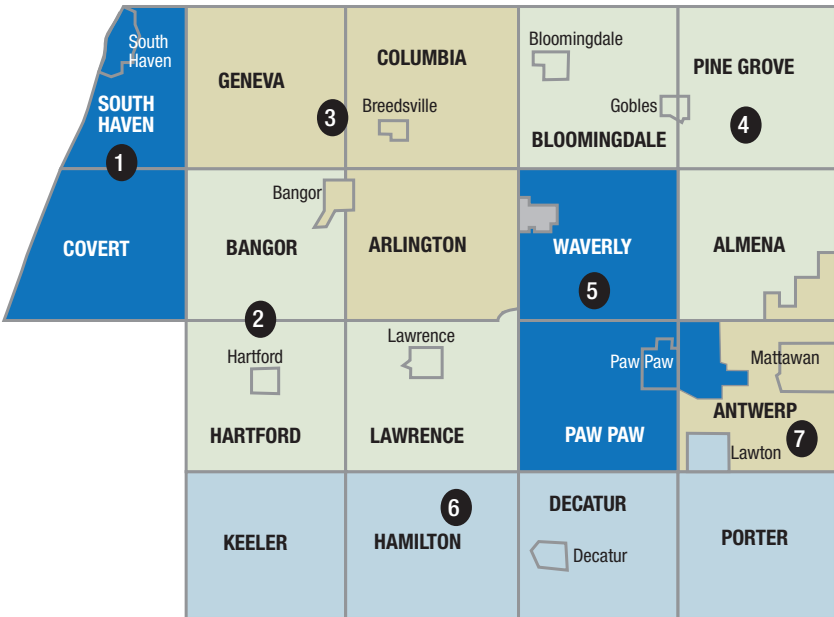 South
Haven
SOUTH
HAVEN
1
GENEVA
3
COLUMBIA
Breedsville
Bloomingdale
Gobles
BLOOMINGDALE
PINE GROVE
4
COVERT
Bangor
BANGOR
2
ARLINGTON
WAVERLY
5
ALMENA
Hartford
HARTFORD
Lawrence
LAWRENCE
Paw Paw
PAW PAW
Mattawan
ANTWERP
7
Lawton
KEELER
6
HAMILTON
DECATUR
Decatur
PORTER